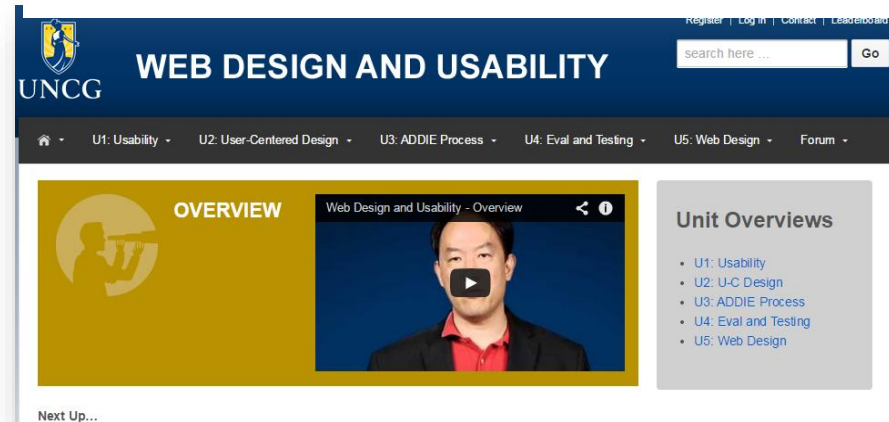 Register | Log In | Contact | Leaderboard
UNCG
WEB DESIGN AND USABILITY
search here ...
Go
U1: Usability
U2: User-Centered Design
U3: ADDIE Process
U4: Eval and Testing
U5: Web Design
Forum
OVERVIEW
Web Design and Usability - Overview
Unit Overviews
U1: Usability
U2: U-C Design
U3: ADDIE Process
U4: Eval and Testing
U5: Web Design
Next Up...